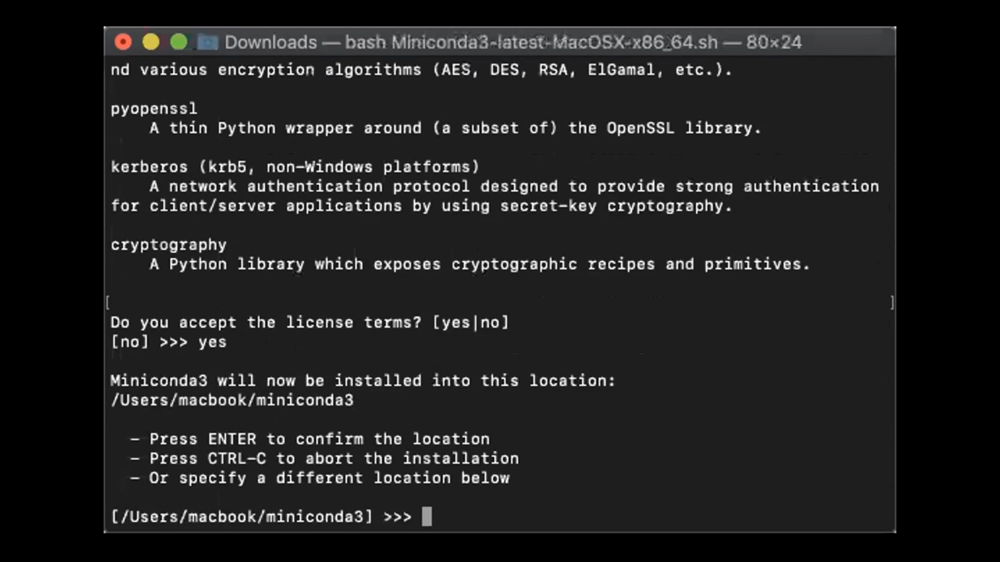 Downloads — bash Miniconda3-latest-MacOSX-x86_64.sh — 80×24
nd various encryption algorithms (AES, DES, RSA, ElGamal, etc.).
pyopenssl
A thin Python wrapper around (a subset of) the OpenSSL library.
kerberos (krb5, non-Windows platforms)
A network authentication protocol designed to provide strong authentication
for client/server applications by using secret-key cryptography.
cryptography
A Python library which exposes cryptographic recipes and primitives.
[ ]
Do you accept the license terms? [yes|no]
[no] >>> yes
Miniconda3 will now be installed into this location:
/Users/macbook/miniconda3
– Press ENTER to confirm the location
– Press CTRL-C to abort the installation
– Or specify a different location below
[/Users/macbook/miniconda3] >>>